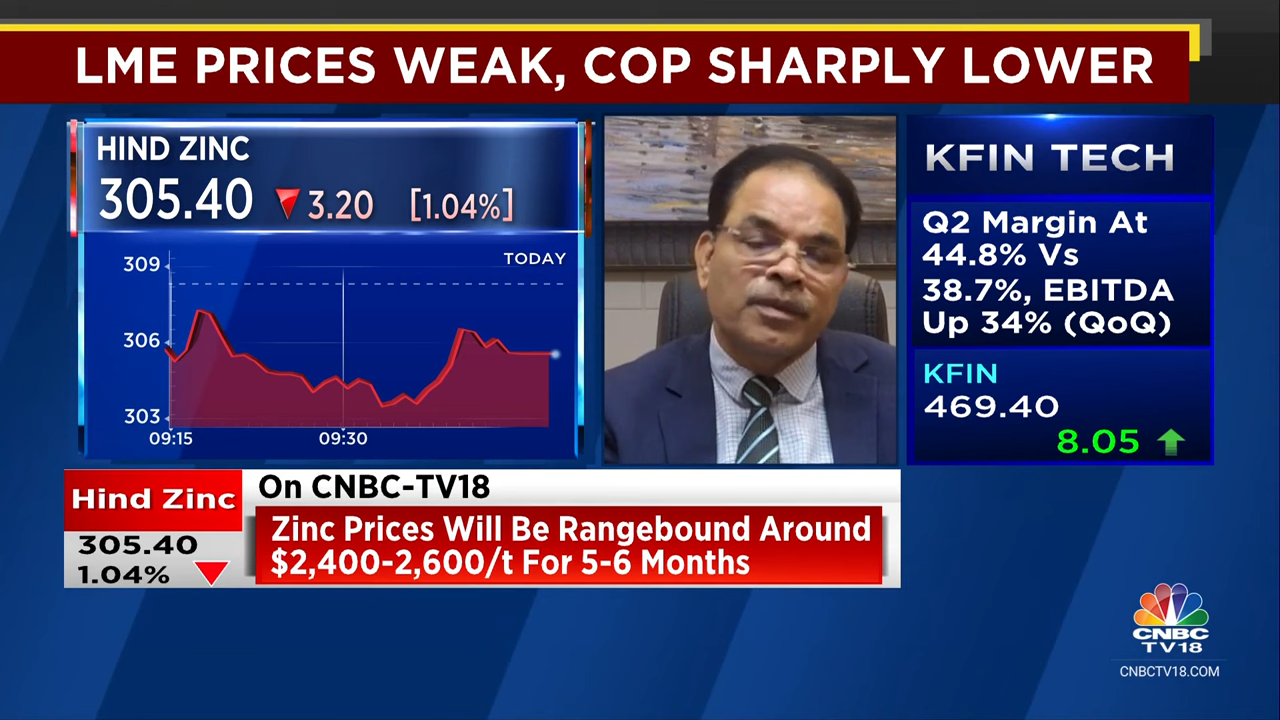 LME PRICES WEAK, COP SHARPLY LOWER
HIND ZINC
305.40 ▼ 3.20 [1.04%]
TODAY
309
306
303
09:15 09:30
KFIN TECH
Q2 Margin At
44.8% Vs
38.7%, EBITDA
Up 34% (QoQ)
KFIN
469.40
8.05
Hind Zinc
305.40
1.04%
On CNBC-TV18
Zinc Prices Will Be Rangebound Around
$2,400-2,600/t For 5-6 Months
CNBC
TV18
CNBCTV18.COM